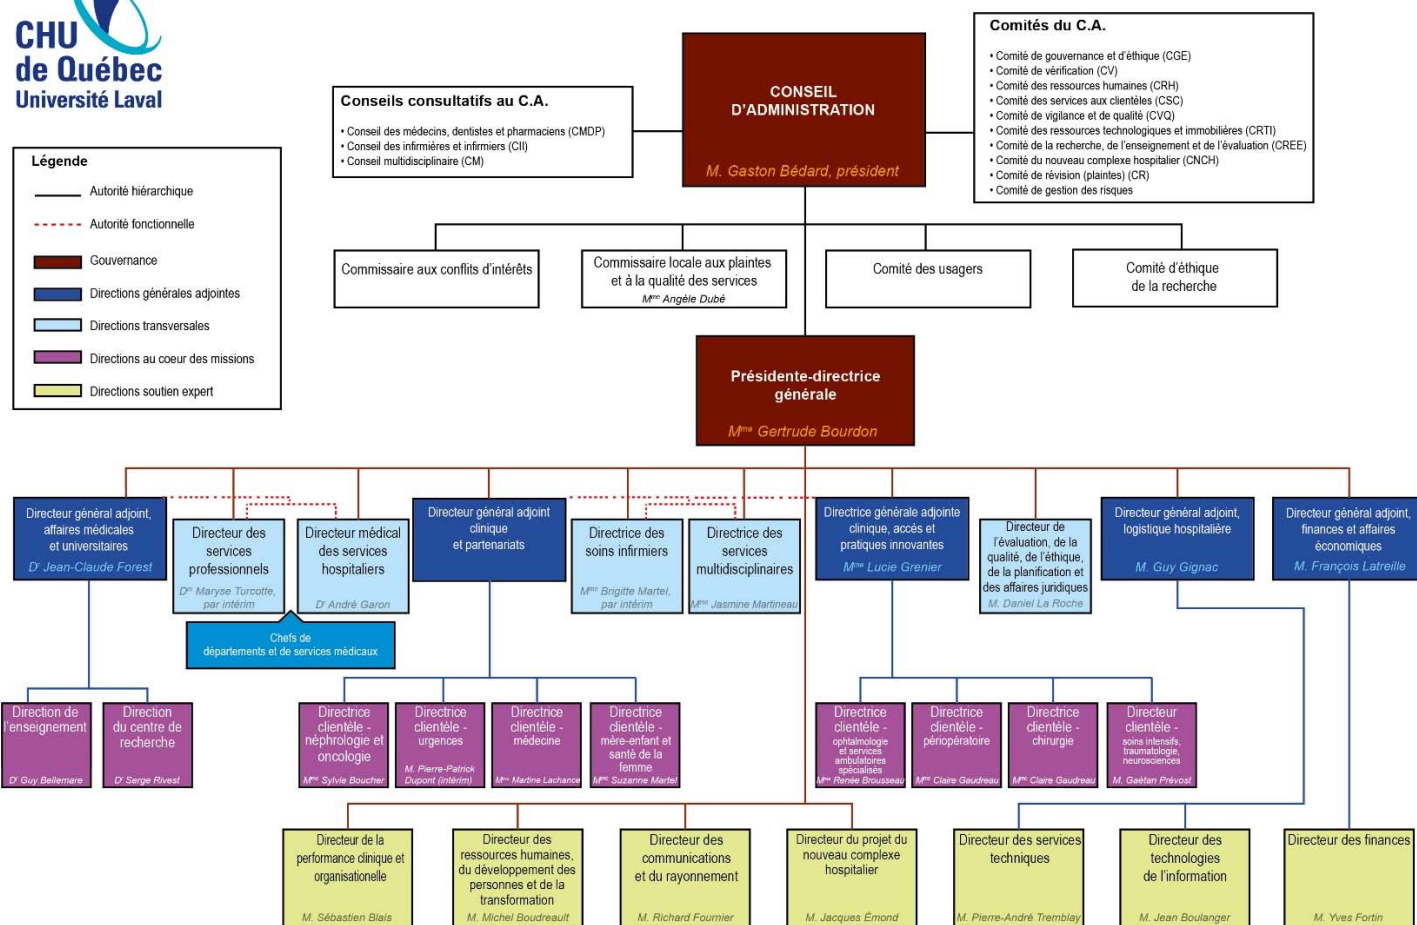 CHU
de Québec
Université Laval
Légende
Autorité hiérarchique
Autorité fonctionnelle
Gouvernance
Directions générales adjointes
Directions transversales
Directions au coeur des missions
Directions soutien expert
Conseils consultatifs au C.A.
• Conseil des médecins, dentistes et pharmaciens (CMDP)
• Conseil des infirmières et infirmiers (CII)
• Conseil multidisciplinaire (CM)
CONSEIL
D'ADMINISTRATION
M. Gaston Bédard, président
Comités du C.A.
• Comité de gouvernance et d'éthique (CGE)
• Comité de vérification (CV)
• Comité des ressources humaines (CRH)
• Comité des services aux clientèles (CSC)
• Comité de vigilance et de qualité (CVQ)
• Comité des ressources technologiques et immobilières (CRTI)
• Comité de la recherche, de l'enseignement et de l'évaluation (CREE)
• Comité du nouveau complexe hospitalier (CNCH)
• Comité de révision (plaintes) (CR)
• Comité de gestion des risques
Commissaire aux conflits d'intérêts
Commissaire locale aux plaintes
et à la qualité des services
Mme Angèle Dubé
Comité des usagers
Comité d'éthique
de la recherche
Présidente-directrice
générale
Mme Gertrude Bourdon
Directeur général adjoint,
affaires médicales
et universitaires
Dr Jean-Claude Forest
Directeur des
services
professionnels
Dre Maryse Turcotte,
par intérim
Directeur médical
des services
hospitaliers
Dr André Garon
Chefs de
départements et de services médicaux
Directeur général adjoint
clinique
et partenariats
Directrice des
soins infirmiers
Mme Brigitte Martel,
par intérim
Directrice des
services
multidisciplinaires
Mme Jasmine Martineau
Directrice générale adjointe
clinique, accès et
pratiques innovantes
Mme Lucie Grenier
Directeur de
l'évaluation, de la
qualité, de l'éthique,
de la planification et
des affaires juridiques
M. Daniel La Roche
Directeur général adjoint,
logistique hospitalière
M. Guy Gignac
Directeur général adjoint,
finances et affaires
économiques
M. François Latreille
Direction de
l'enseignement
Dr Guy Bellemare
Direction
du centre de
recherche
Dr Serge Rivest
Directrice
clientèle -
néphrologie et
oncologie
Mme Sylvie Boucher
Directrice
clientèle -
urgences
M. Pierre-Patrick
Dupont (intérim)
Directrice
clientèle -
médecine
Mme Martine Lachance
Directrice
clientèle -
mère-enfant et
santé de la
femme
Mme Suzanne Martel
Directrice
clientèle -
ophtalmologie
et services
ambulatoires
spécialisés
Mme Renée Brousseau
Directrice
clientèle -
périopératoire
Mme Claire Gaudreau
Directrice
clientèle -
chirurgie
Mme Claire Gaudreau
Directeur
clientèle -
soins intensifs,
traumatologie,
neurosciences
M. Gaétan Prévost
Directeur de la
performance clinique et
organisationelle
M. Sébastien Blais
Directeur des
ressources humaines,
du développement des
personnes et de la
transformation
M. Michel Boudreault
Directeur des
communications
et du rayonnement
M. Richard Fournier
Directeur du projet du
nouveau complexe
hospitalier
M. Jacques Émond
Directeur des services
techniques
M. Pierre-André Tremblay
Directeur des
technologies
de l'information
M. Jean Boulanger
Directeur des finances
M. Yves Fortin